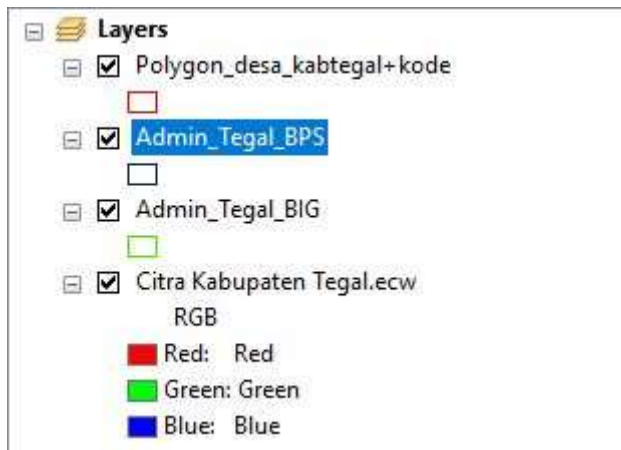 Layers
Polygon_desa_kabtegal+kode
Admin_Tegal_BPS
Admin_Tegal_BIG
Citra Kabupaten Tegal.ecw
RGB
Red: Red
Green: Green
Blue: Blue